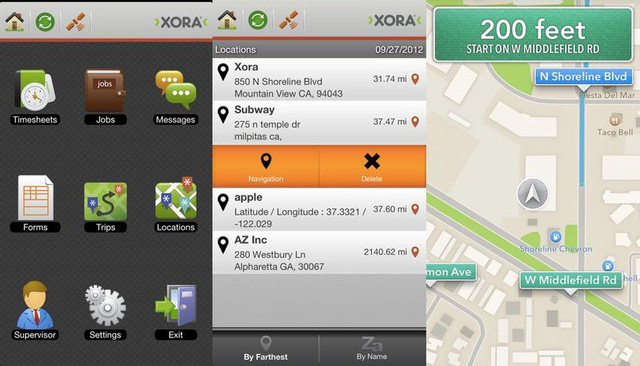 XORA
Timesheets
jobs
Jobs
Messages
Forms
Trips
Locations
Supervisor
Settings
Exit
XORA
Locations 09/27/2012
Xora
850 N Shoreline Blvd 31.74 mi
Mountain View CA, 94043
Subway
275 n temple dr 37.47 mi
milpitas ca,
Navigation Delete
apple
Latitude / Longitude : 37.3321 / 37.60 mi
-122.029
AZ Inc
280 Westbury Ln 2140.62 mi
Alpharetta GA, 30067
By Farthest
Za
By Name
200 feet
START ON W MIDDLEFIELD RD
N Shoreline Blvd
esta Del Mar
Taco Bell
Shoreline Chevron
hell
mon Ave
W Middlefield Rd